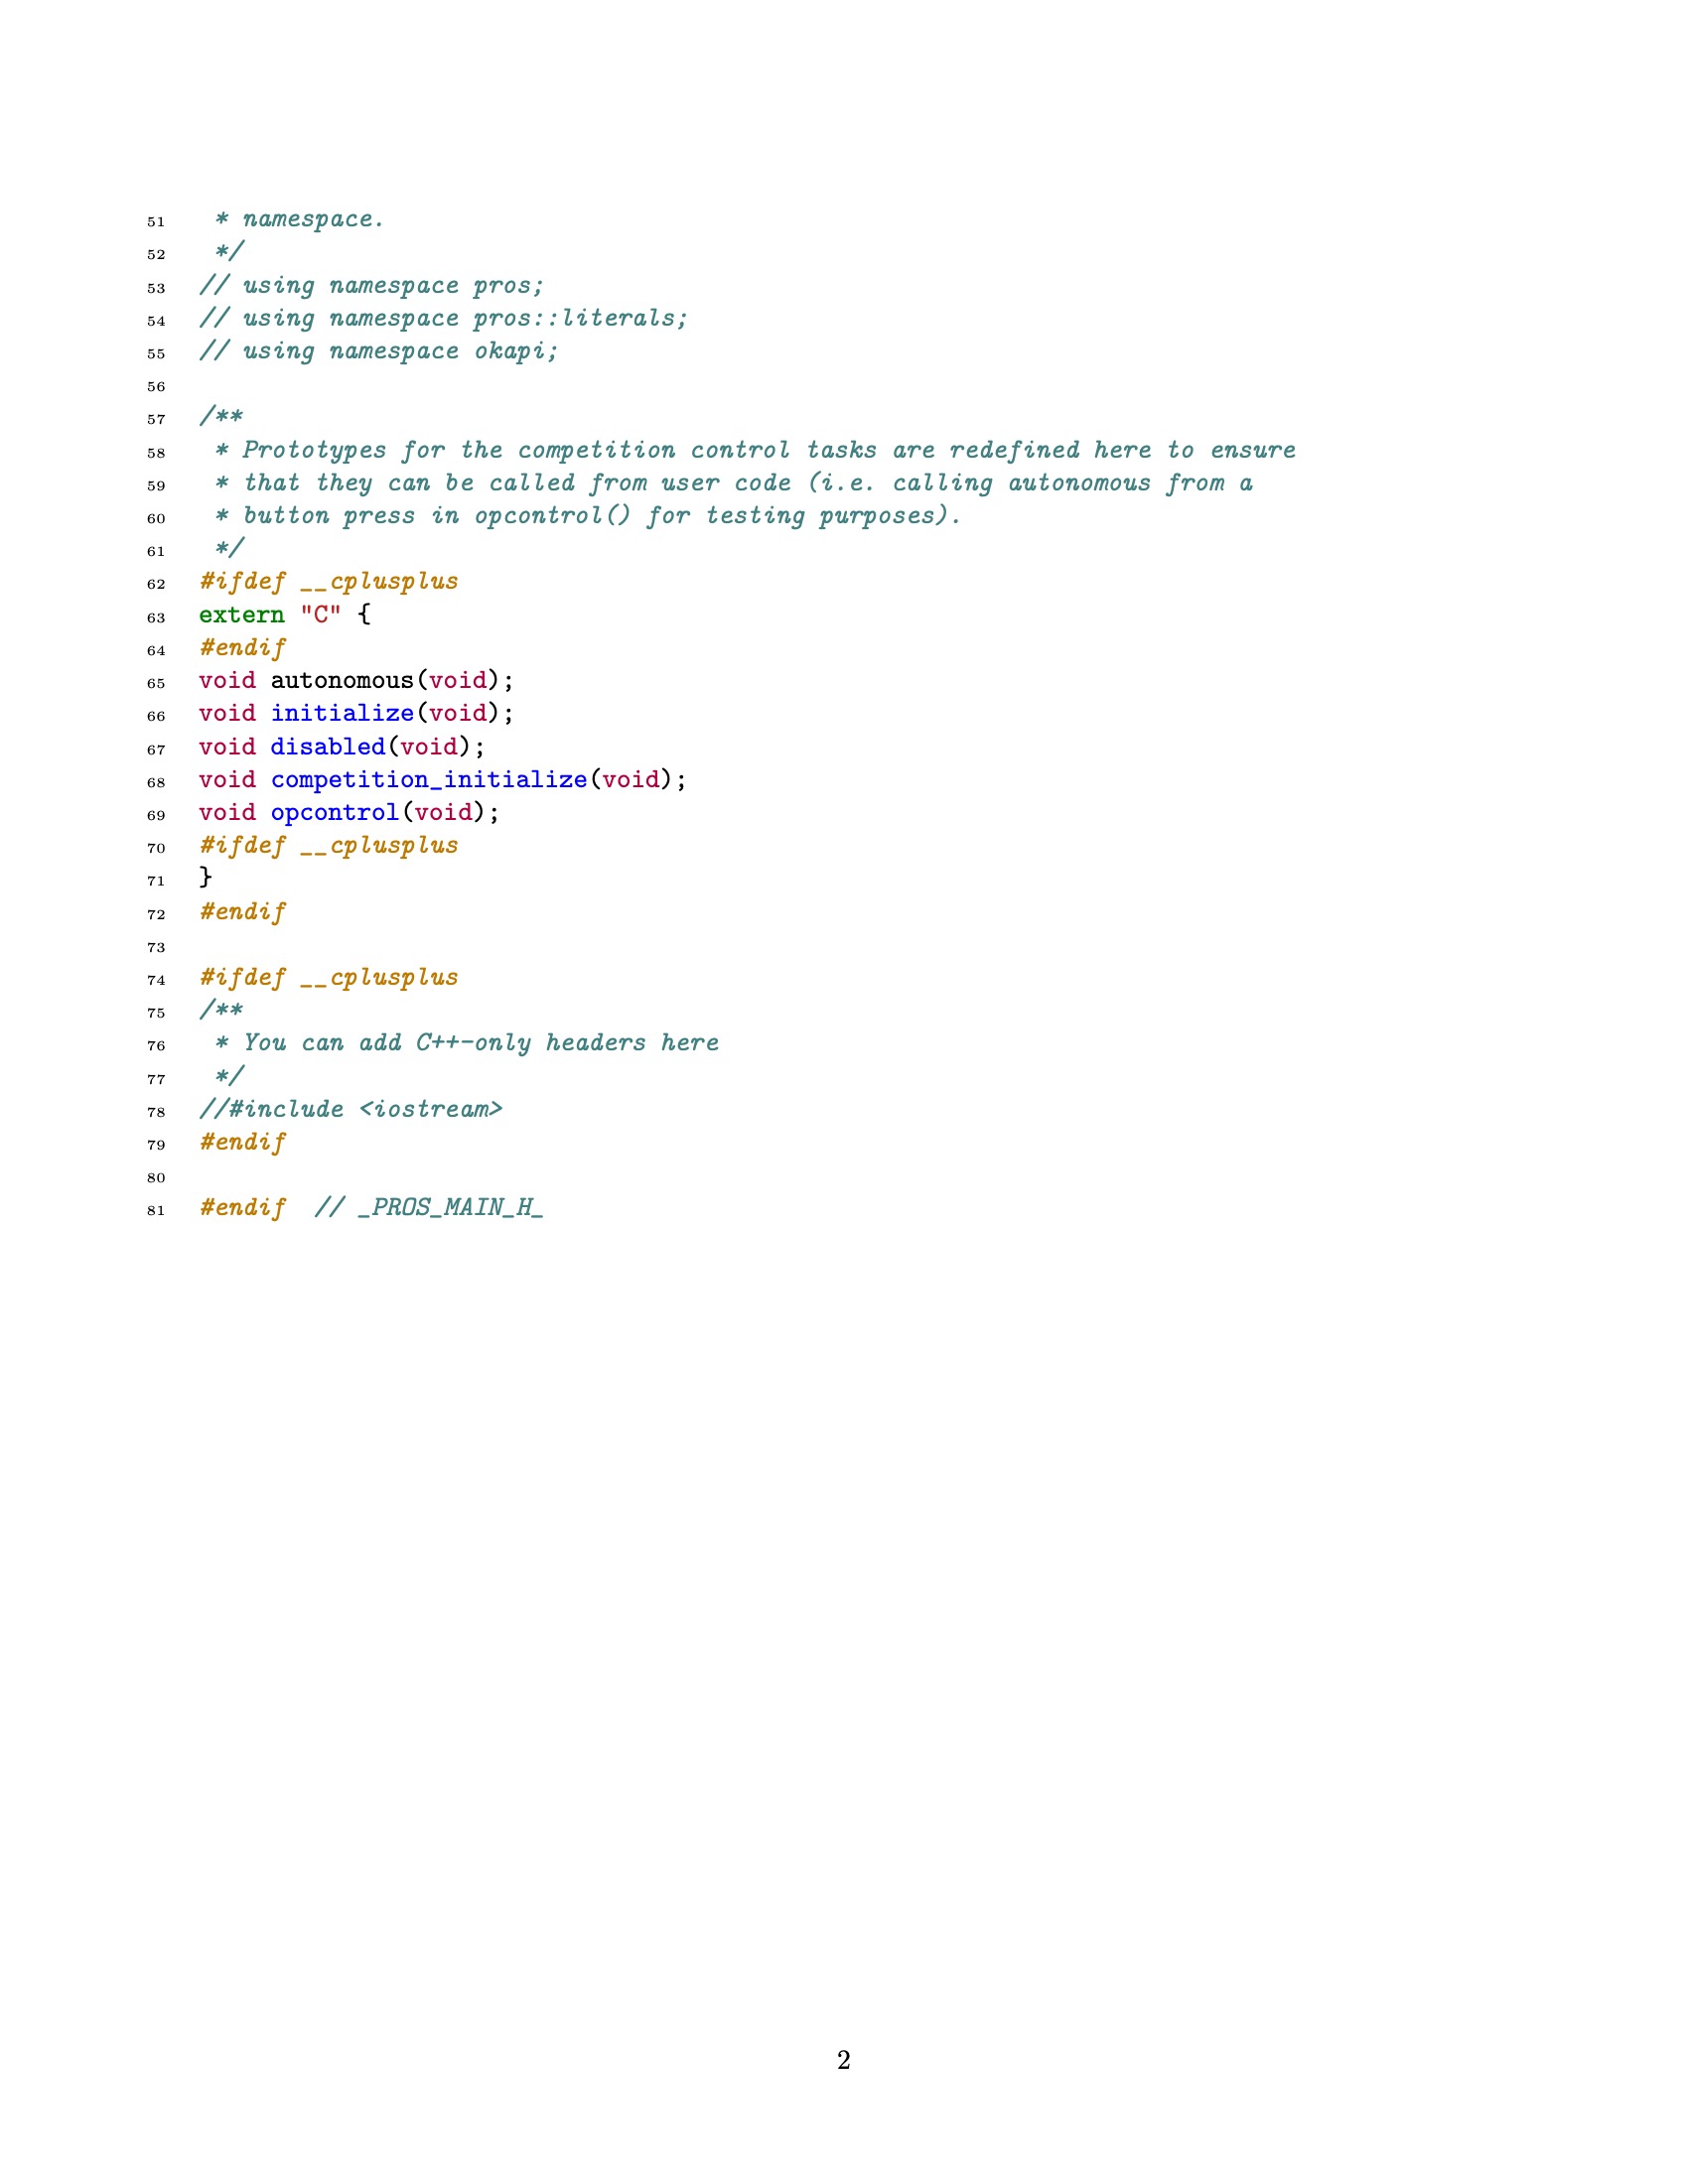 51 * namespace.
52 */
53 // using namespace pros;
54 // using namespace pros::literals;
55 // using namespace okapi;
56
57 /**
58 * Prototypes for the competition control tasks are redefined here to ensure
59 * that they can be called from user code (i.e. calling autonomous from a
60 * button press in opcontrol() for testing purposes).
61 */
62 #ifdef __cplusplus
63 extern "C" {
64 #endif
65 void autonomous(void);
66 void initialize(void);
67 void disabled(void);
68 void competition_initialize(void);
69 void opcontrol(void);
70 #ifdef __cplusplus
71 }
72 #endif
73
74 #ifdef __cplusplus
75 /**
76 * You can add C++-only headers here
77 */
78 //#include <iostream>
79 #endif
80
81 #endif  // _PROS_MAIN_H_
2